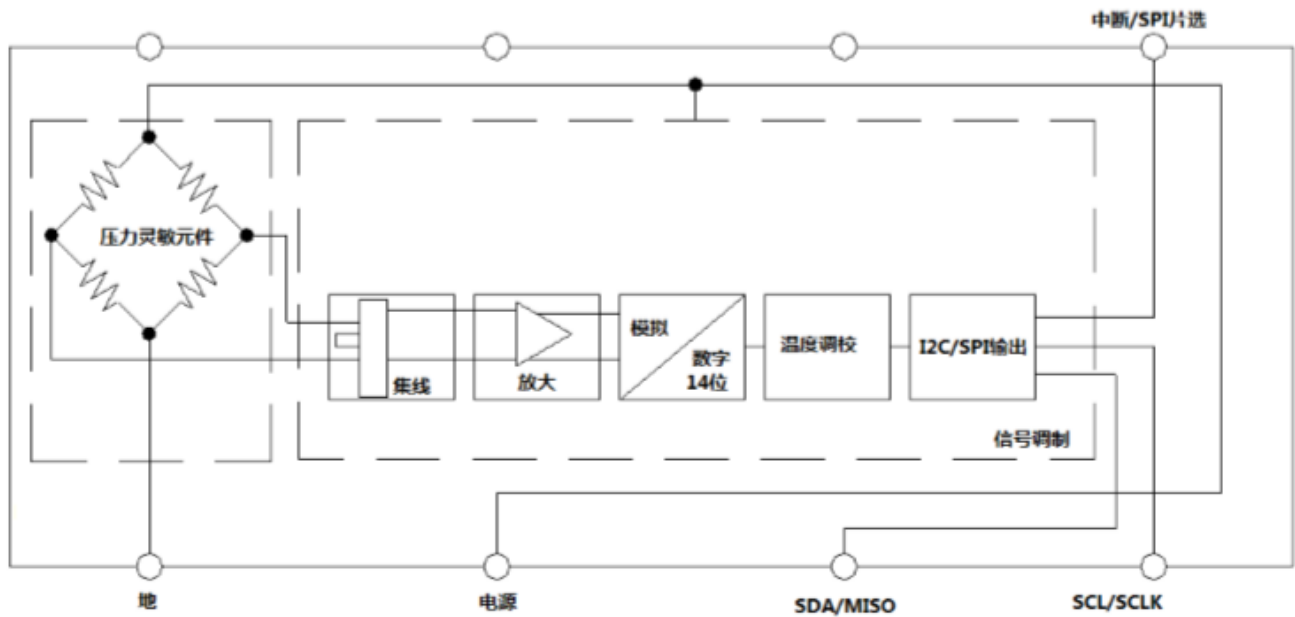 中断/SPI片选
压力灵敏元件
集线
放大
模拟
数字
14位
温度调校
I2C/SPI输出
信号调制
地
电源
SDA/MISO
SCL/SCLK